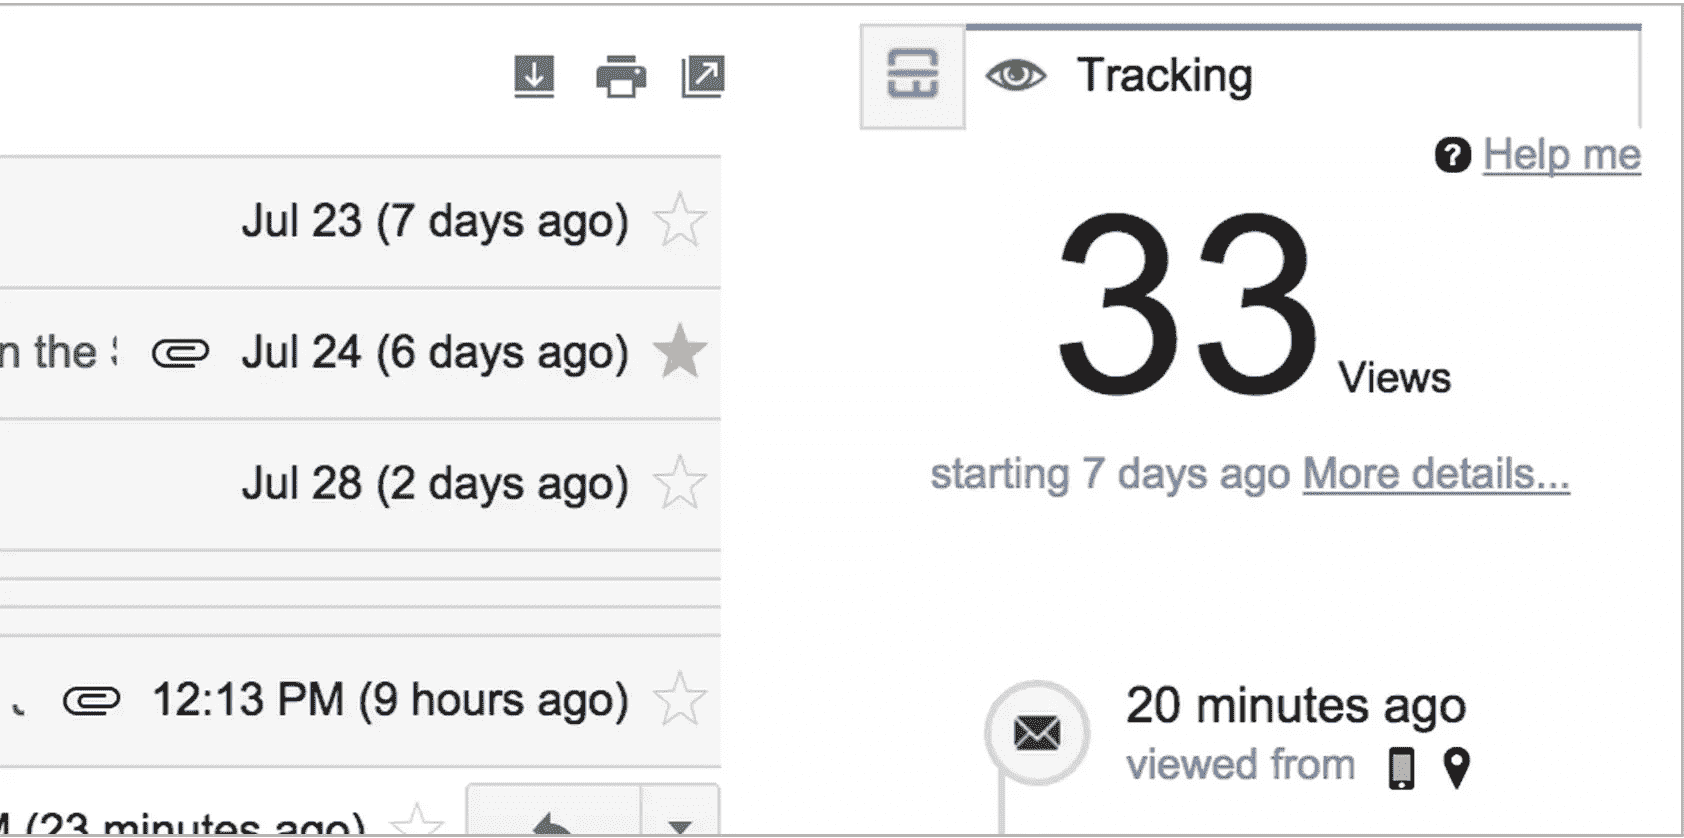 Tracking
? Help me
Jul 23 (7 days ago)
33 Views
n the
Jul 24 (6 days ago)
starting 7 days ago More details...
Jul 28 (2 days ago)
12:13 PM (9 hours ago)
20 minutes ago
viewed from
(23 minutes ago)